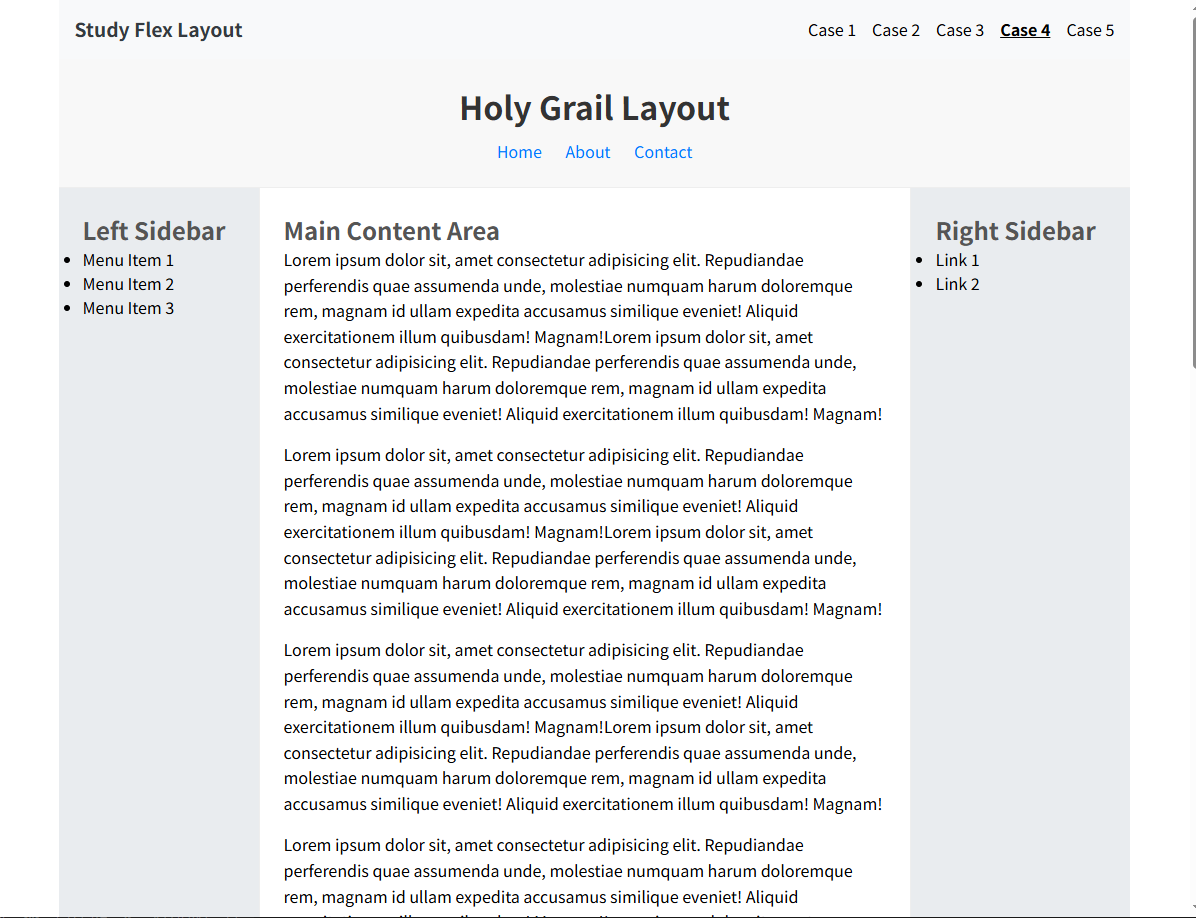 Study Flex Layout
Case 1 Case 2 Case 3 Case 4 Case 5
Holy Grail Layout
Home About Contact
Left Sidebar
Menu Item 1
Menu Item 2
Menu Item 3
Main Content Area
Lorem ipsum dolor sit, amet consectetur adipisicing elit. Repudiandae
perferendis quae assumenda unde, molestiae numquam harum doloremque
rem, magnam id ullam expedita accusamus similique eveniet! Aliquid
exercitationem illum quibusdam! Magnam!Lorem ipsum dolor sit, amet
consectetur adipisicing elit. Repudiandae perferendis quae assumenda unde,
molestiae numquam harum doloremque rem, magnam id ullam expedita
accusamus similique eveniet! Aliquid exercitationem illum quibusdam! Magnam!
Lorem ipsum dolor sit, amet consectetur adipisicing elit. Repudiandae
perferendis quae assumenda unde, molestiae numquam harum doloremque
rem, magnam id ullam expedita accusamus similique eveniet! Aliquid
exercitationem illum quibusdam! Magnam!Lorem ipsum dolor sit, amet
consectetur adipisicing elit. Repudiandae perferendis quae assumenda unde,
molestiae numquam harum doloremque rem, magnam id ullam expedita
accusamus similique eveniet! Aliquid exercitationem illum quibusdam! Magnam!
Lorem ipsum dolor sit, amet consectetur adipisicing elit. Repudiandae
perferendis quae assumenda unde, molestiae numquam harum doloremque
rem, magnam id ullam expedita accusamus similique eveniet! Aliquid
exercitationem illum quibusdam! Magnam!Lorem ipsum dolor sit, amet
consectetur adipisicing elit. Repudiandae perferendis quae assumenda unde,
molestiae numquam harum doloremque rem, magnam id ullam expedita
accusamus similique eveniet! Aliquid exercitationem illum quibusdam! Magnam!
Lorem ipsum dolor sit, amet consectetur adipisicing elit. Repudiandae
perferendis quae assumenda unde, molestiae numquam harum doloremque
rem, magnam id ullam expedita accusamus similique eveniet! Aliquid
Right Sidebar
Link 1
Link 2